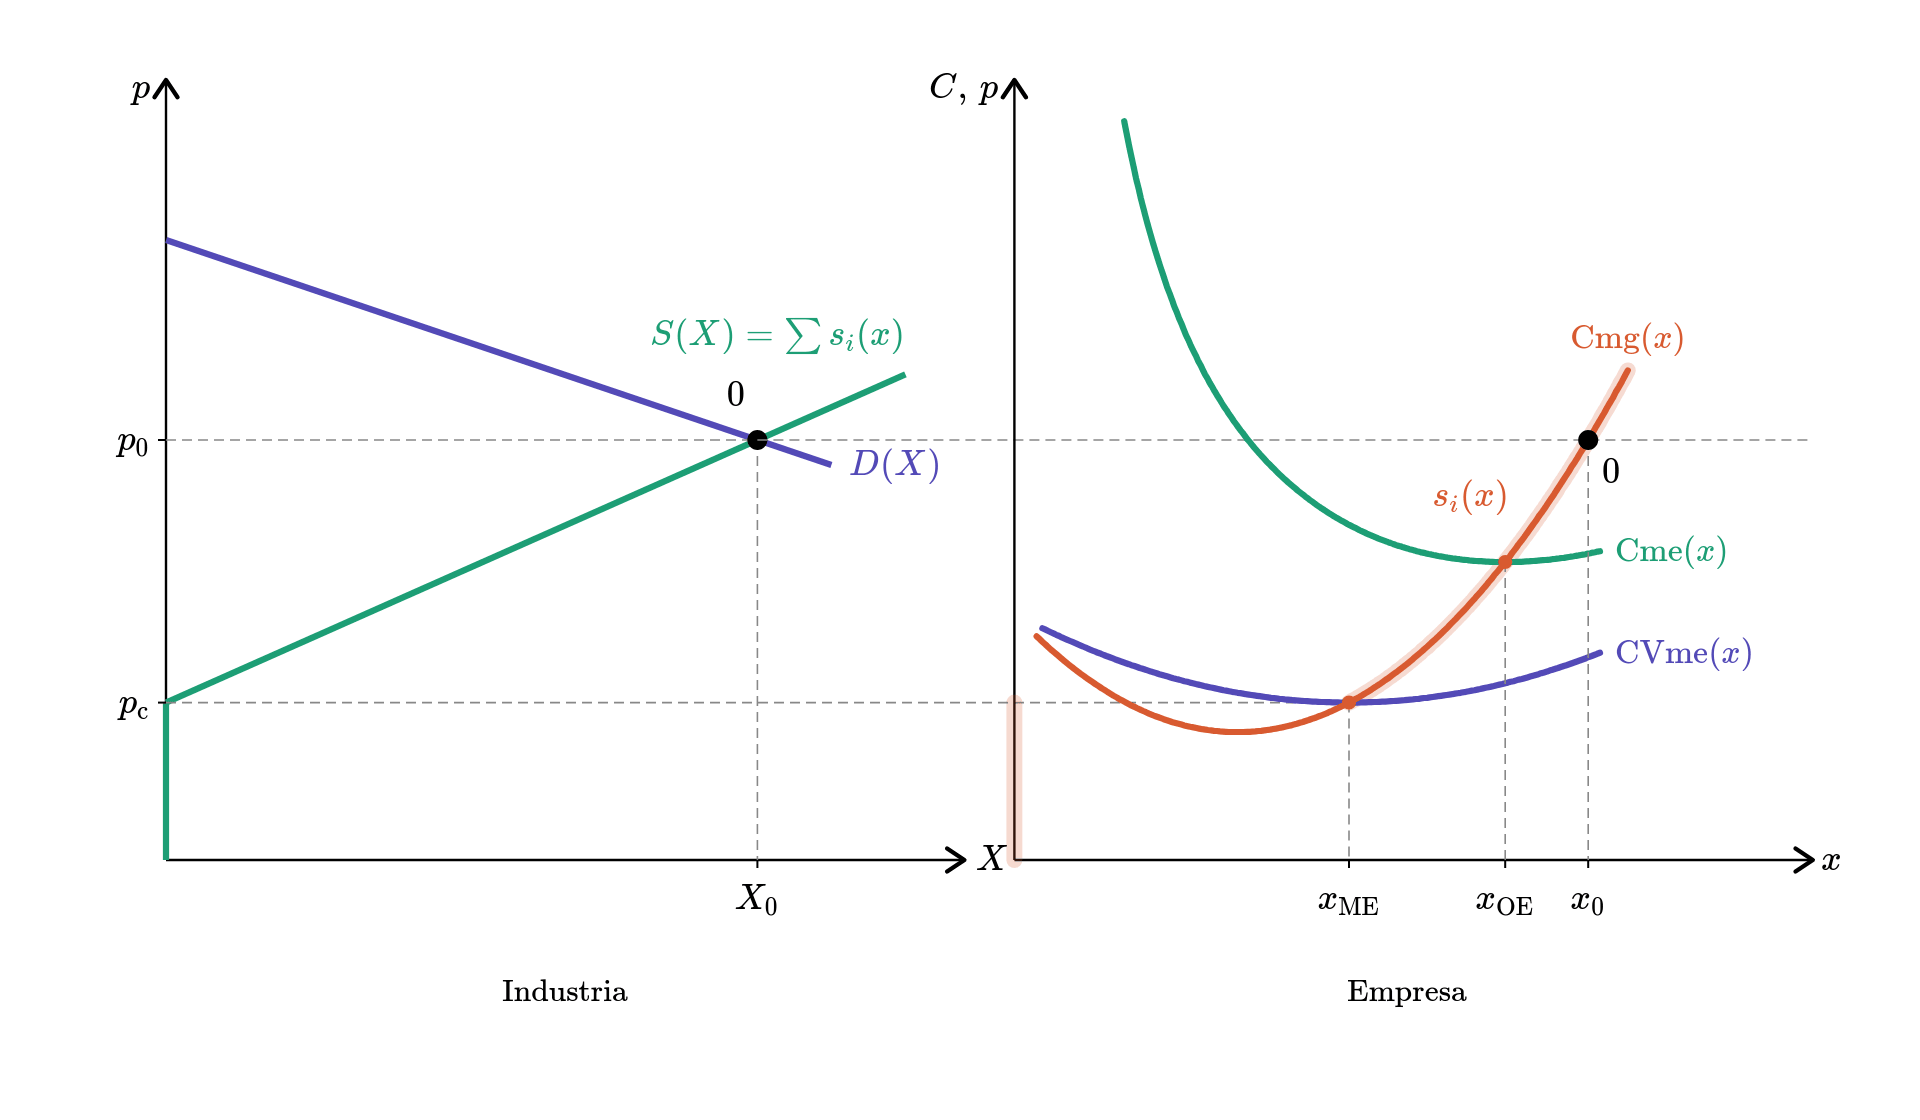 p
C, p
S(X) = ∑ s_i(x)
Cmg(x)
0
p_0
D(X)
0
s_i(x)
Cme(x)
CVme(x)
p_c
X
x
X_0
x_ME
x_OE
x_0
Industria
Empresa